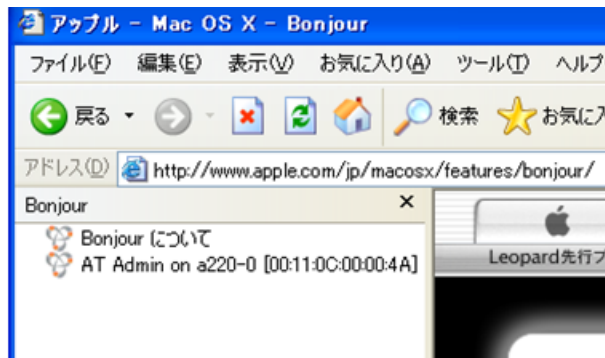 アップル - Mac OS X - Bonjour
ファイル(F) 編集(E) 表示(V) お気に入り(A) ツール(T) ヘルプ
戻る 検索 お気に入
アドレス(D) http://www.apple.com/jp/macosx/features/bonjour/
Bonjour
Bonjour について
AT Admin on a220-0 [00:11:0C:00:00:4A]
Leopard先行プ